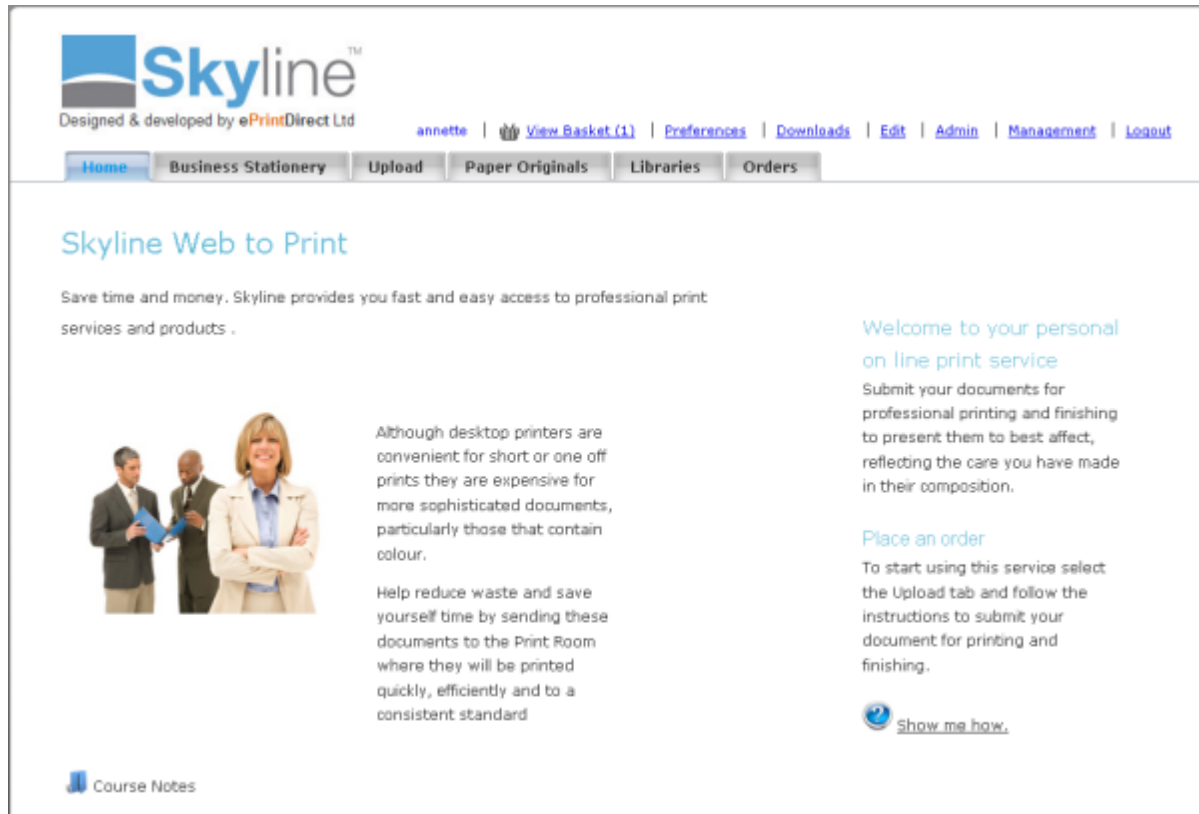 Skyline™
Designed & developed by ePrintDirect Ltd
annette | View Basket (1) | Preferences | Downloads | Edit | Admin | Management | Logout
Home Business Stationery Upload Paper Originals Libraries Orders
Skyline Web to Print
Save time and money. Skyline provides you fast and easy access to professional print
services and products .
Although desktop printers are
convenient for short or one off
prints they are expensive for
more sophisticated documents,
particularly those that contain
colour.
Help reduce waste and save
yourself time by sending these
documents to the Print Room
where they will be printed
quickly, efficiently and to a
consistent standard
Welcome to your personal
on line print service
Submit your documents for
professional printing and finishing
to present them to best affect,
reflecting the care you have made
in their composition.
Place an order
To start using this service select
the Upload tab and follow the
instructions to submit your
document for printing and
finishing.
Show me how.
Course Notes